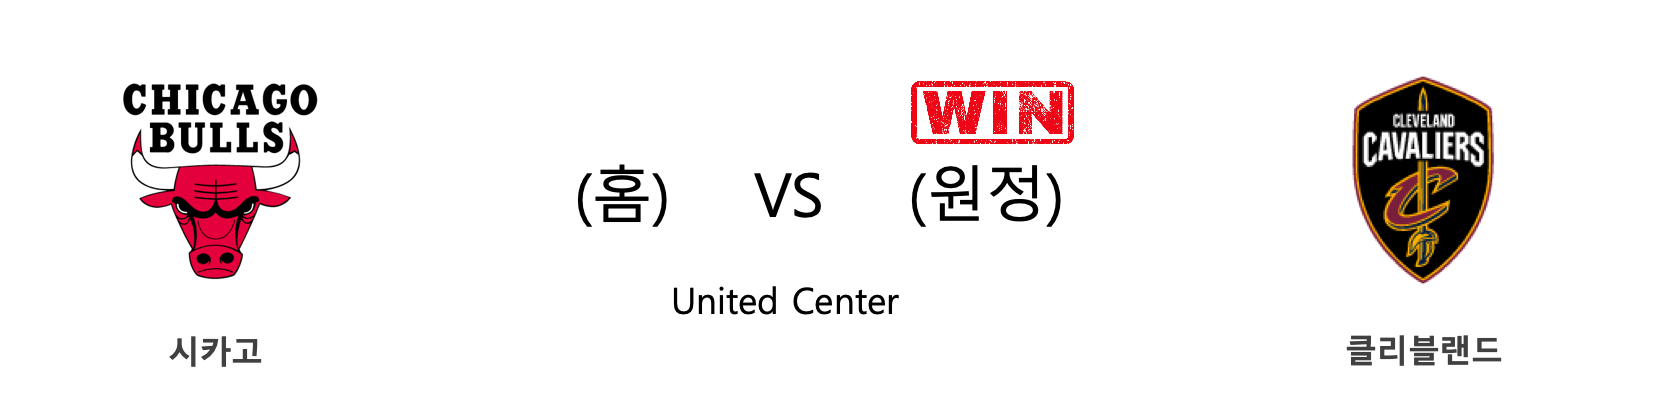 CHICAGO
BULLS
시카고
WIN
(홈) VS (원정)
United Center
CLEVELAND
CAVALIERS
C
클리블랜드